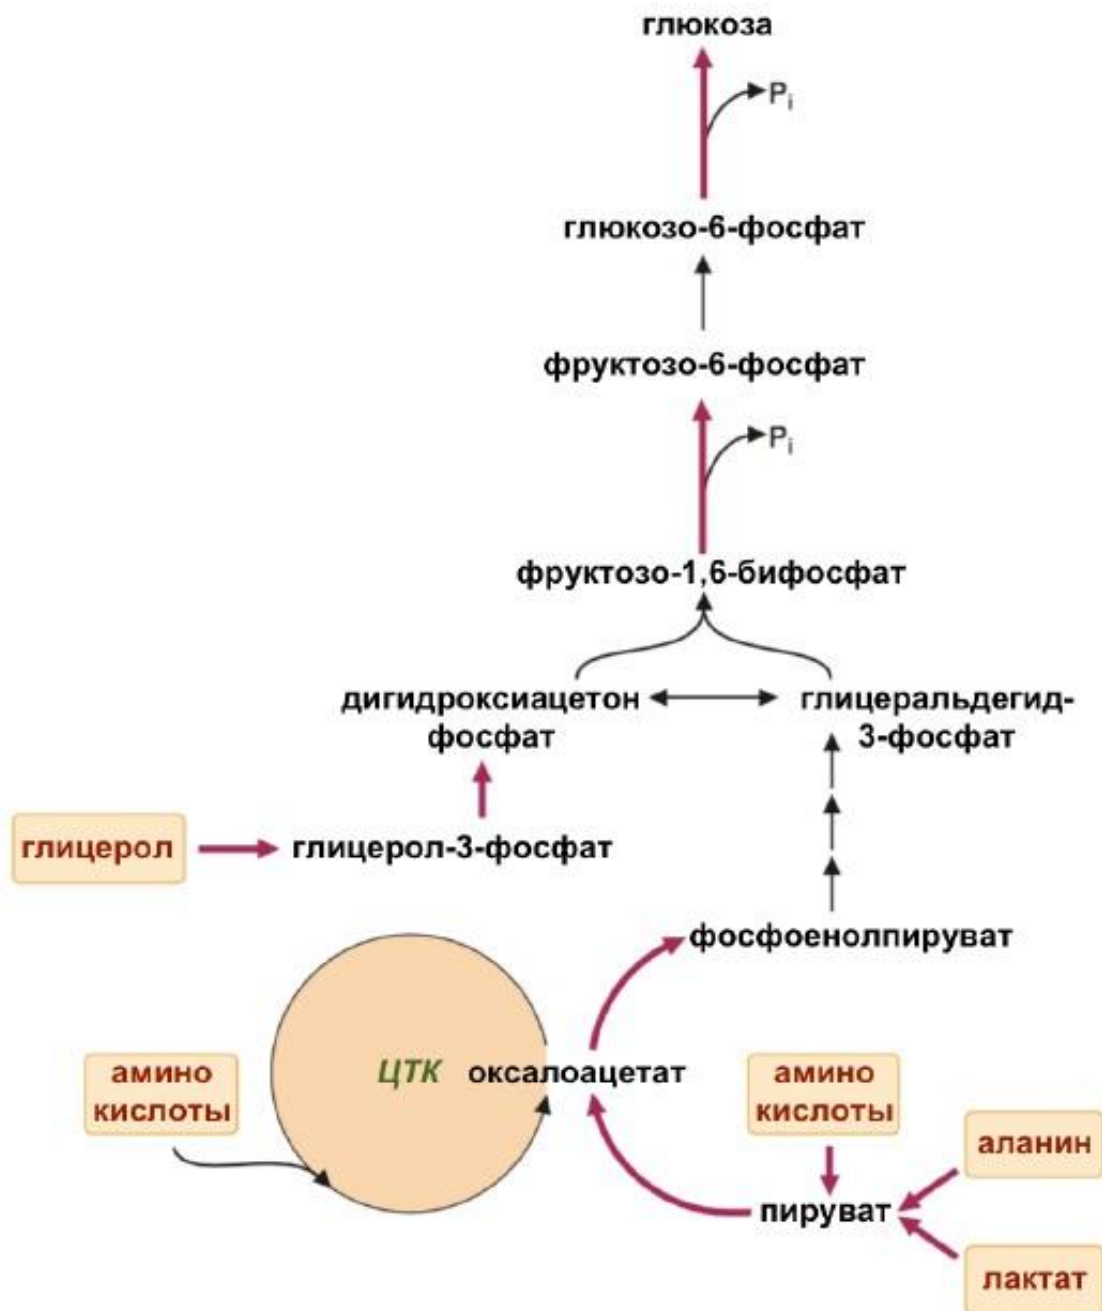 глюкоза
Pi
глюкозо-6-фосфат
фруктозо-6-фосфат
Pi
фруктозо-1,6-бифосфат
дигидроксиацетон
фосфат
глицеральдегид-
3-фосфат
глицерол
глицерол-3-фосфат
фосфоенолпируват
амино
кислоты
ЦТК
оксалоацетат
амино
кислоты
аланин
пируват
лактат